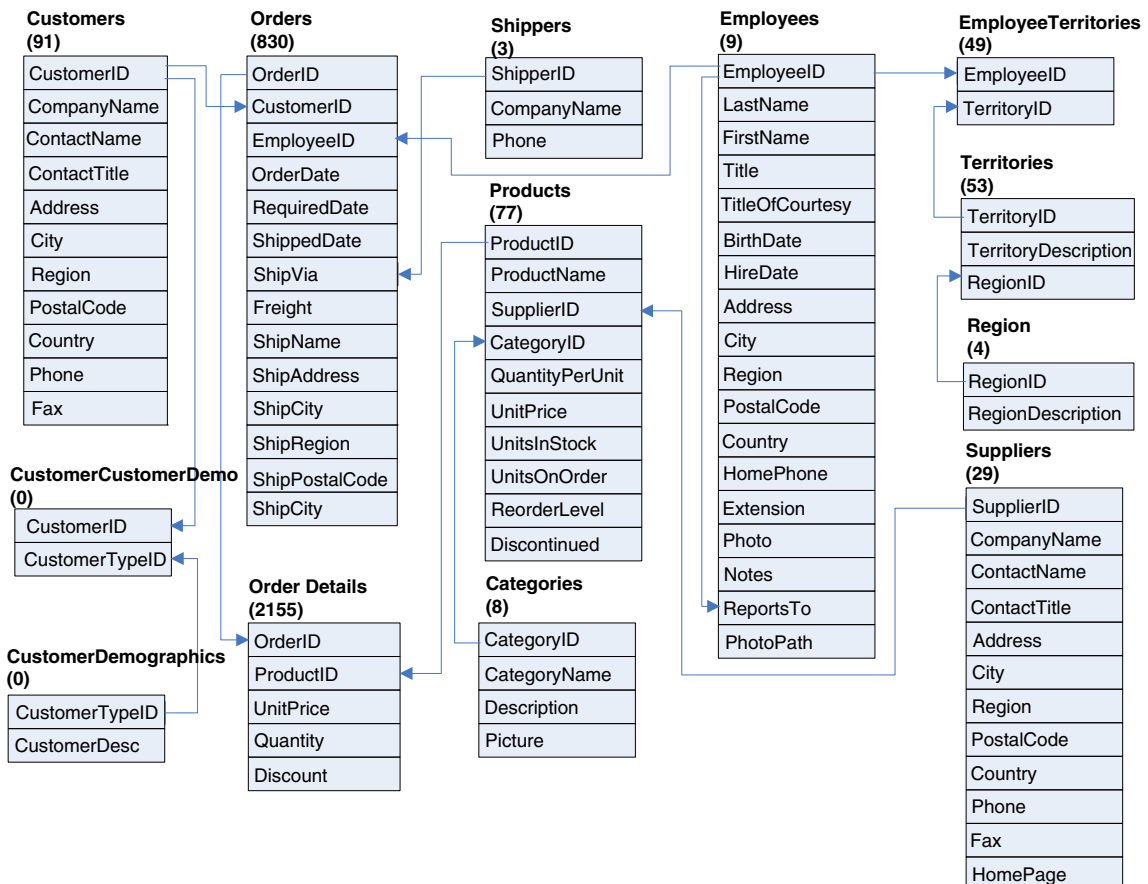 Customers
(91)
CustomerID
CompanyName
ContactName
ContactTitle
Address
City
Region
PostalCode
Country
Phone
Fax
CustomerCustomerDemo
(0)
CustomerID
CustomerTypeID
CustomerDemographics
(0)
CustomerTypeID
CustomerDesc
Orders
(830)
OrderID
CustomerID
EmployeeID
OrderDate
RequiredDate
ShippedDate
ShipVia
Freight
ShipName
ShipAddress
ShipCity
ShipRegion
ShipPostalCode
ShipCity
Order Details
(2155)
OrderID
ProductID
UnitPrice
Quantity
Discount
Shippers
(3)
ShipperID
CompanyName
Phone
Products
(77)
ProductID
ProductName
SupplierID
CategoryID
QuantityPerUnit
UnitPrice
UnitsInStock
UnitsOnOrder
ReorderLevel
Discontinued
Categories
(8)
CategoryID
CategoryName
Description
Picture
Employees
(9)
EmployeeID
LastName
FirstName
Title
TitleOfCourtesy
BirthDate
HireDate
Address
City
Region
PostalCode
Country
HomePhone
Extension
Photo
Notes
ReportsTo
PhotoPath
EmployeeTerritories
(49)
EmployeeID
TerritoryID
Territories
(53)
TerritoryID
TerritoryDescription
RegionID
Region
(4)
RegionID
RegionDescription
Suppliers
(29)
SupplierID
CompanyName
ContactName
ContactTitle
Address
City
Region
PostalCode
Country
Phone
Fax
HomePage